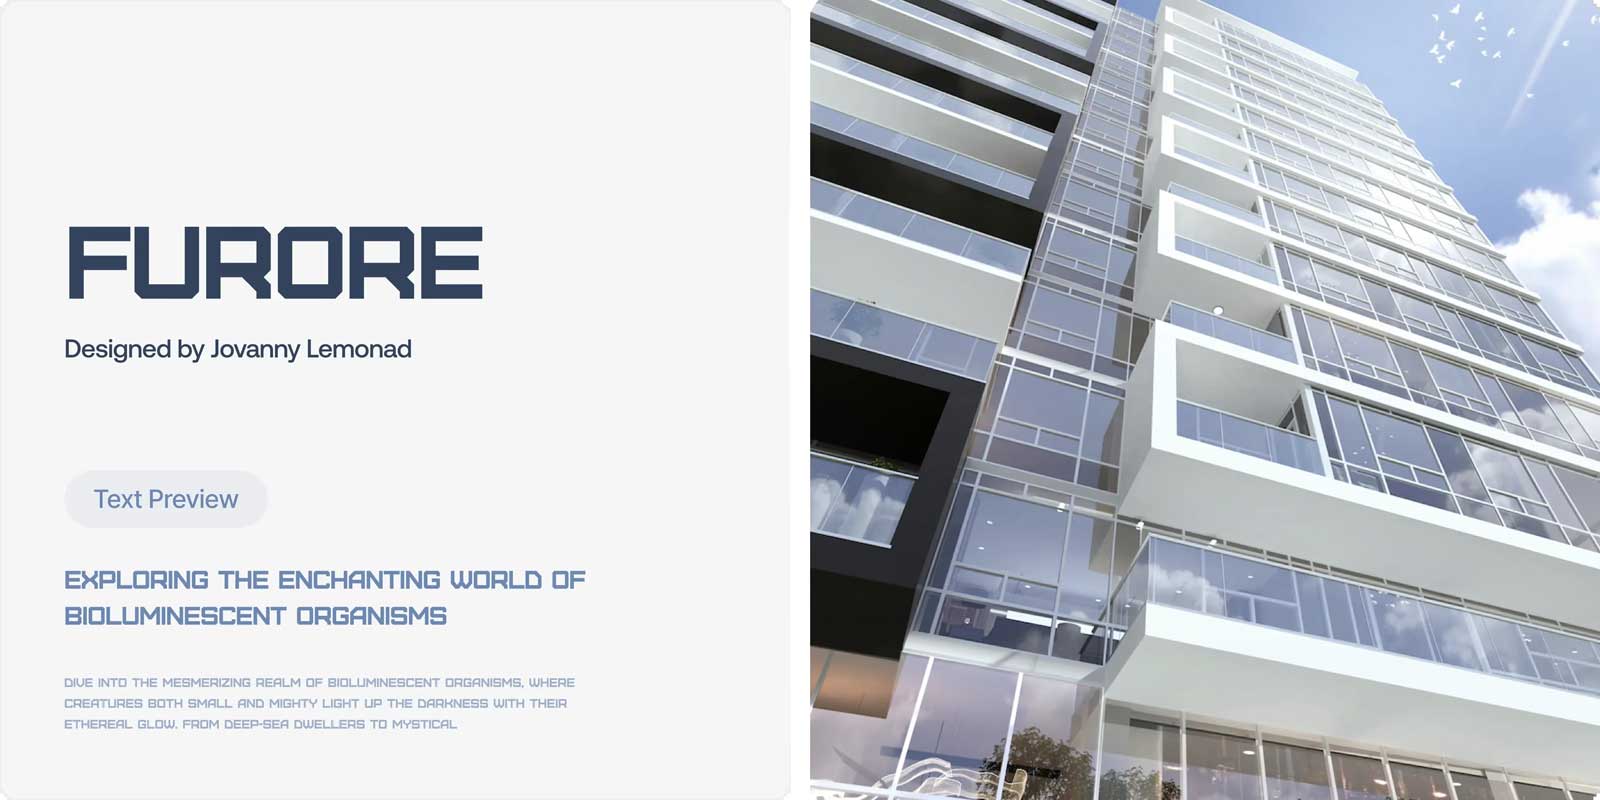 FURORE
Designed by Jovanny Lemonad
Text Preview
EXPLORING THE ENCHANTING WORLD OF
BIOLUMINESCENT ORGANISMS
DIVE INTO THE MESMERIZING REALM OF BIOLUMINESCENT ORGANISMS, WHERE
CREATURES BOTH SMALL AND MIGHTY LIGHT UP THE DARKNESS WITH THEIR
ETHEREAL GLOW. FROM DEEP-SEA DWELLERS TO MYSTICAL